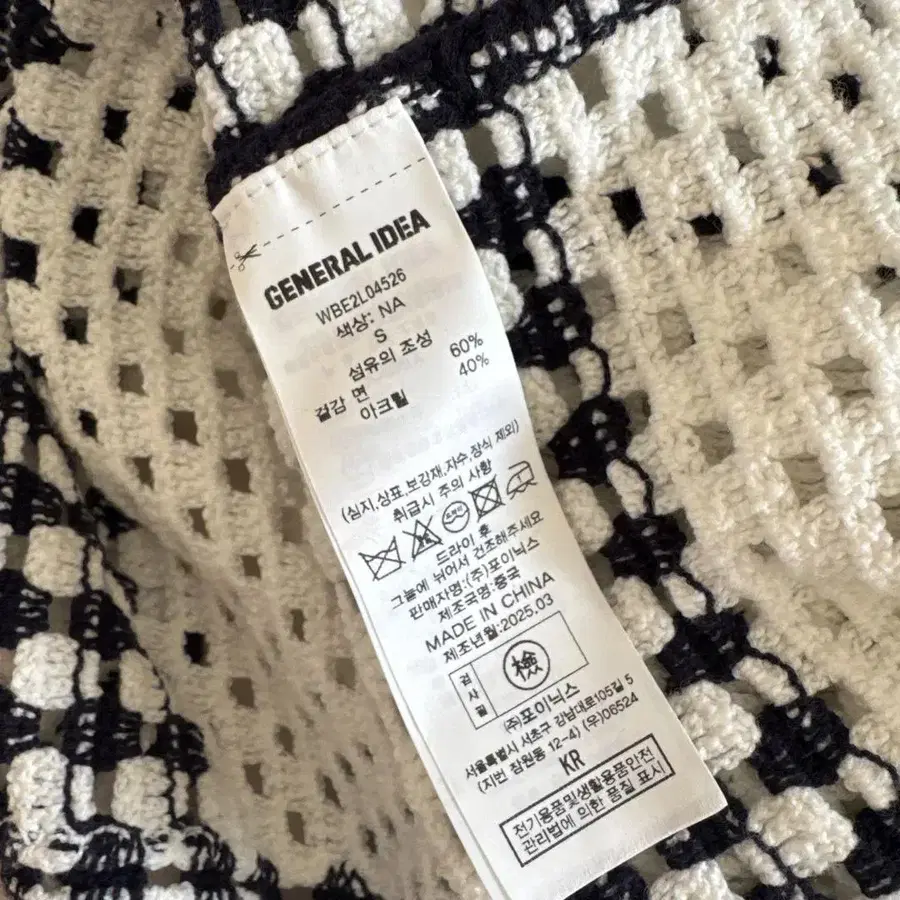 GENERAL IDEA
WBE2L04526
색상: NA
S
섬유의 조성
겉감 면 60%
아크릴 40%
(심지,상표,보강재,자수,장식 제외)
취급시 주의 사항
드라이 후
그늘에 뉘어서 건조해주세요
판매자명:(주)포이닉스
제조국명:중국
MADE IN CHINA
제조년월:2025.03
검사필 檢
(주)포이닉스
서울특별시 서초구 강남대로105길 5
(지번 잠원동 12-4) (우)06524
KR
전기용품및생활용품안전
관리법에 의한 품질 표시